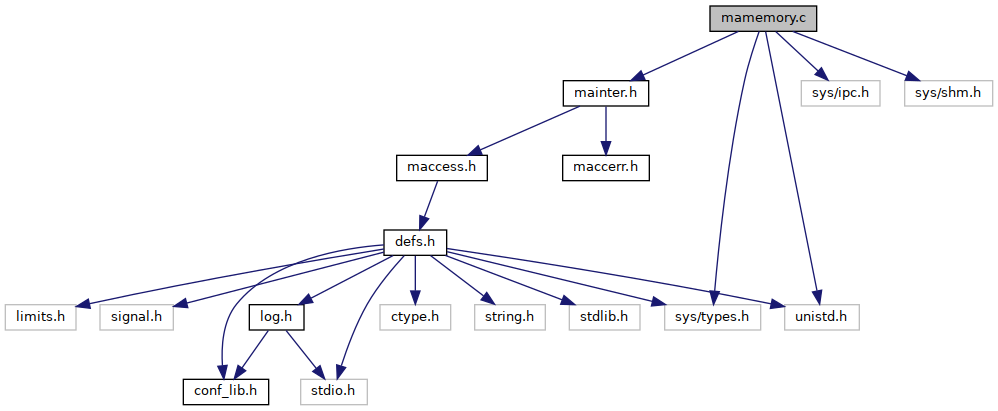 mamemory.c
mainter.h
sys/ipc.h
sys/shm.h
maccess.h
maccerr.h
defs.h
limits.h
signal.h
log.h
ctype.h
string.h
stdlib.h
sys/types.h
unistd.h
conf_lib.h
stdio.h